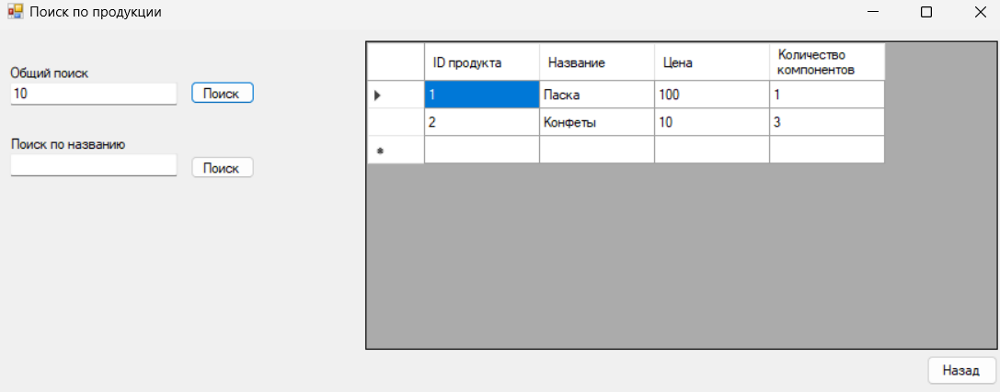 Поиск по продукции
Общий поиск
10
Поиск
Поиск по названию
Поиск
ID продукта Название Цена Количество компонентов
1 Паска 100 1
2 Конфеты 10 3
Назад